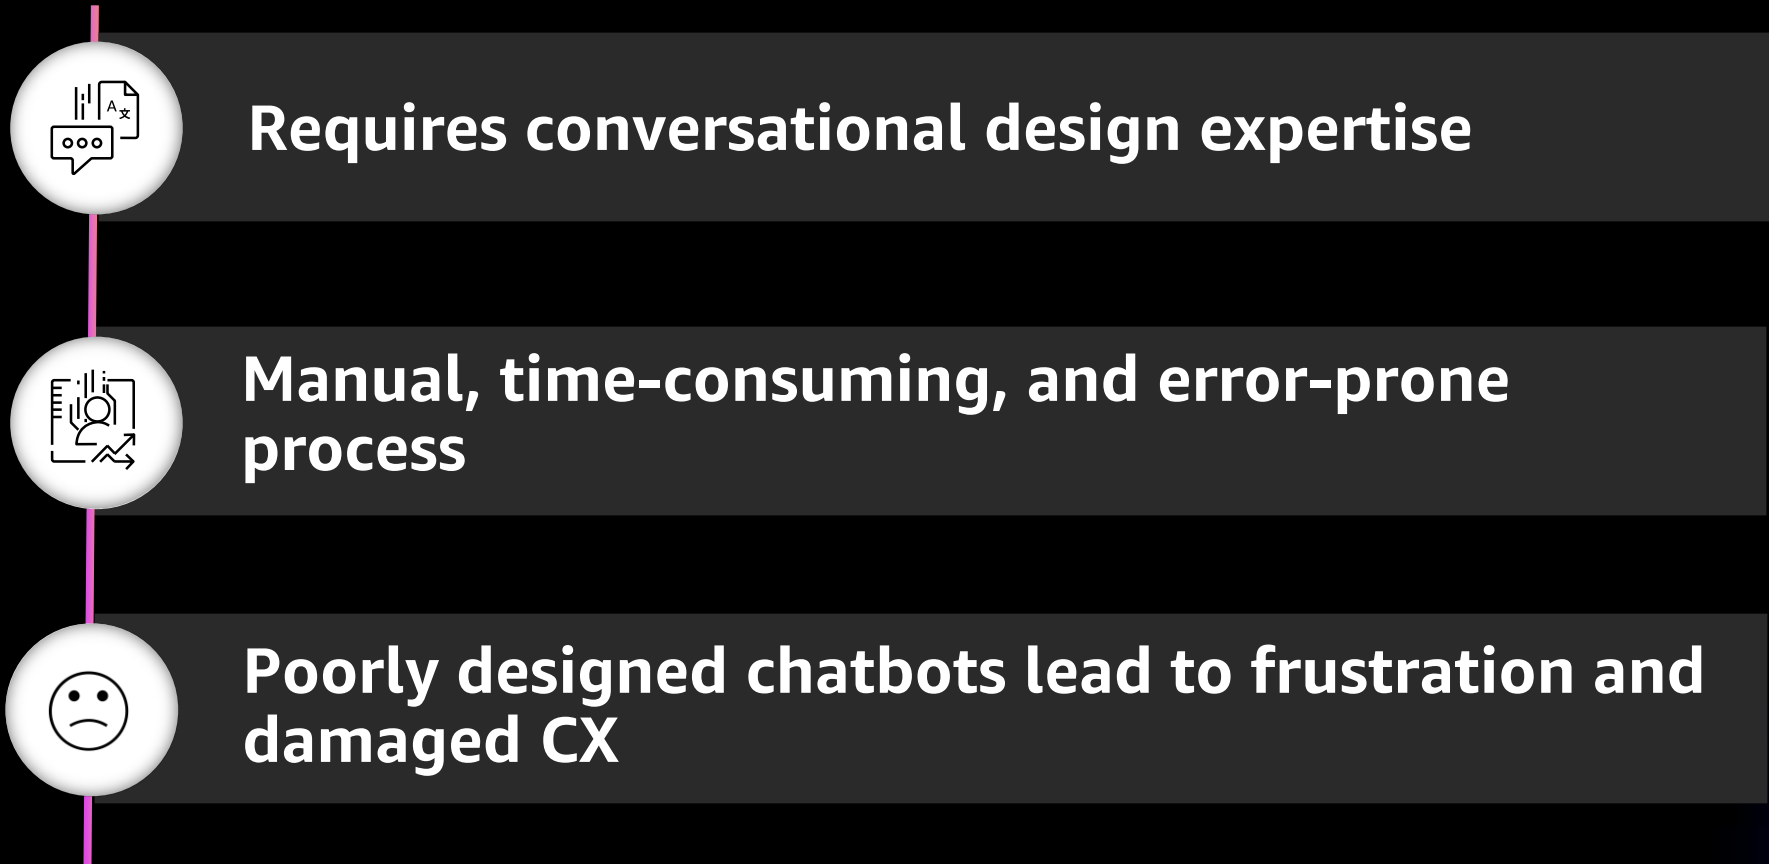 A
文
Requires conversational design expertise
Manual, time-consuming, and error-prone
process
Poorly designed chatbots lead to frustration and
damaged CX